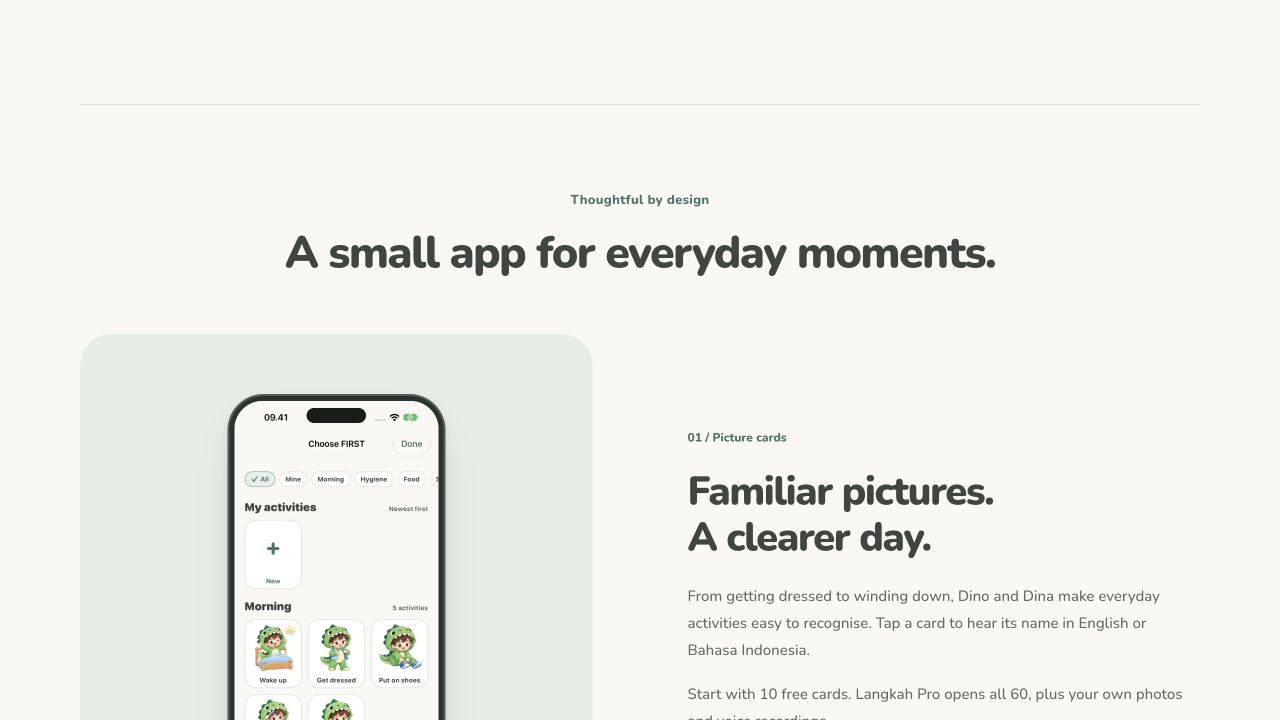 Thoughtful by design
A small app for everyday moments.
09.41
Choose FIRST
Done
✓ All
Mine
Morning
Hygiene
Food
My activities
Newest first
+
New
Morning
5 activities
Wake up
Get dressed
Put on shoes
01 / Picture cards
Familiar pictures.
A clearer day.
From getting dressed to winding down, Dino and Dina make everyday
activities easy to recognise. Tap a card to hear its name in English or
Bahasa Indonesia.
Start with 10 free cards. Langkah Pro opens all 60, plus your own photos
and voice recordings.